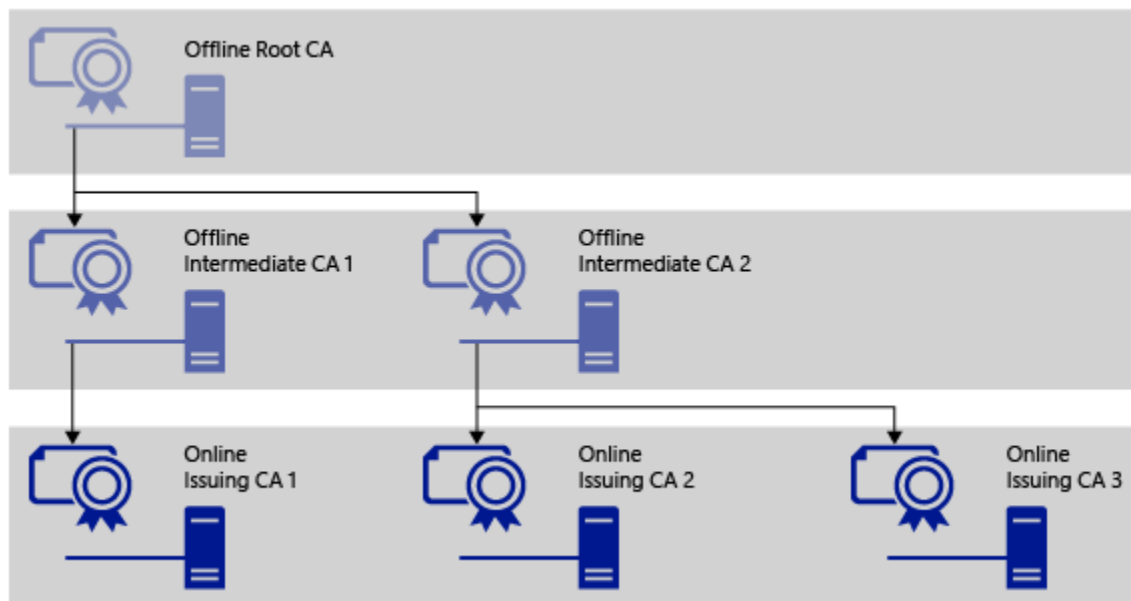 Offline Root CA
Offline
Intermediate CA 1
Offline
Intermediate CA 2
Online
Issuing CA 1
Online
Issuing CA 2
Online
Issuing CA 3